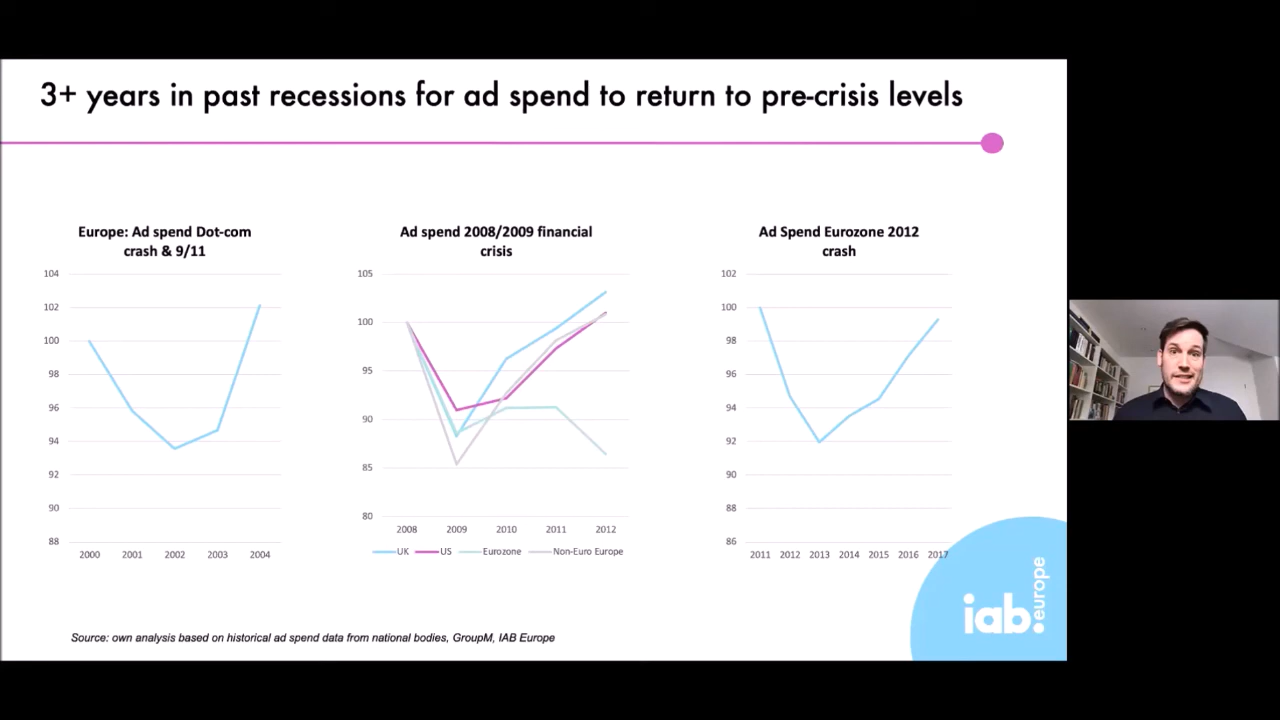 3+ years in past recessions for ad spend to return to pre-crisis levels
Europe: Ad spend Dot-com
crash & 9/11
104
102
100
98
96
94
92
90
88
2000 2001 2002 2003 2004
Ad spend 2008/2009 financial
crisis
105
100
95
90
85
80
2008 2009 2010 2011 2012
UK US Eurozone Non-Euro Europe
Ad Spend Eurozone 2012
crash
102
100
98
96
94
92
90
88
86
2011 2012 2013 2014 2015 2016 2017
Source: own analysis based on historical ad spend data from national bodies, GroupM, IAB Europe
iab.
europe